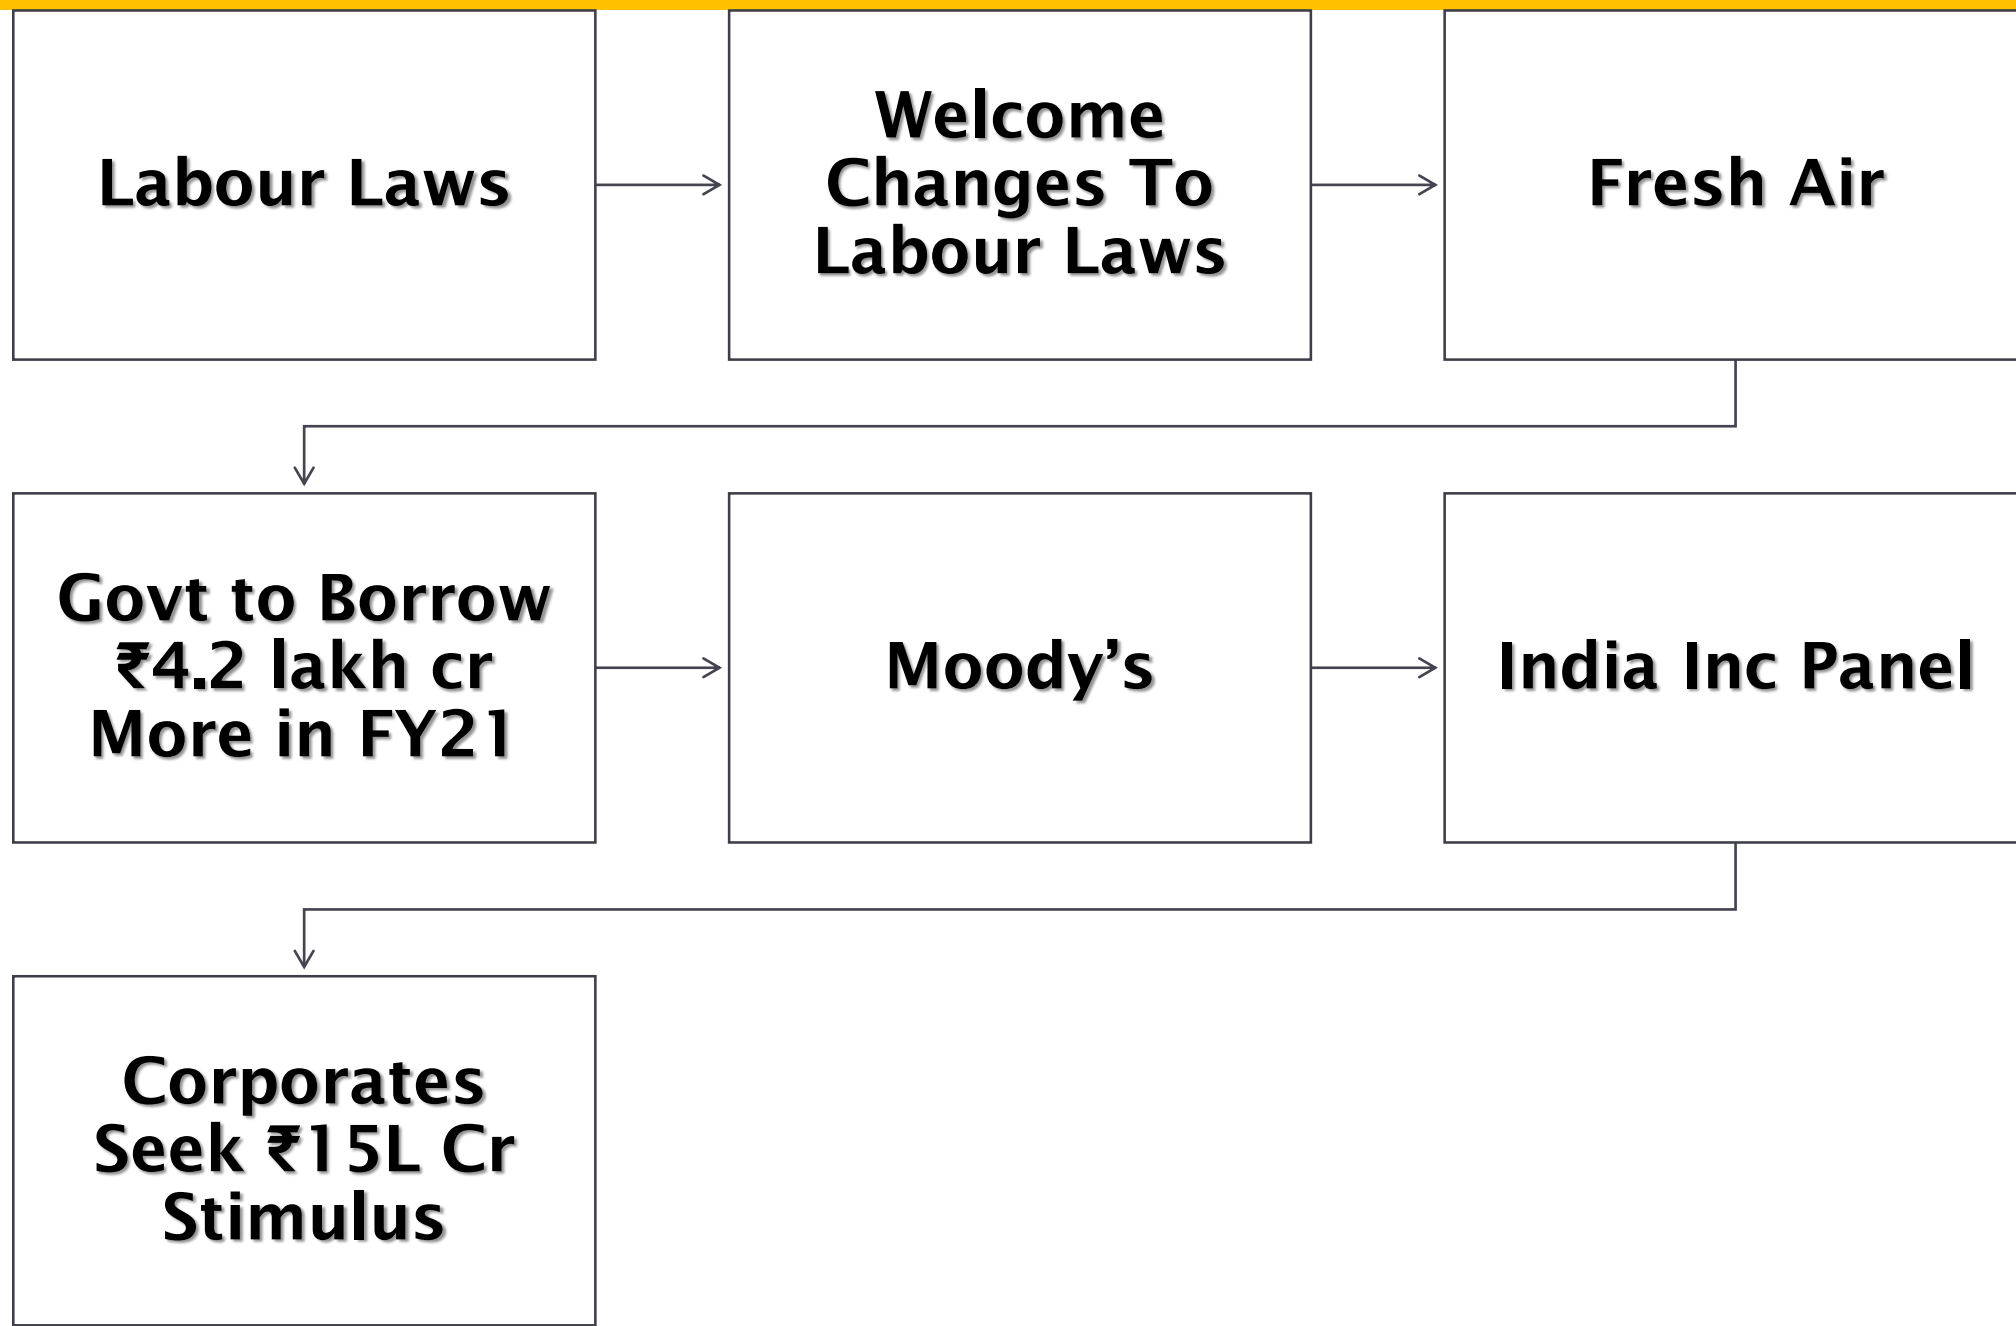 Labour Laws
Welcome
Changes To
Labour Laws
Fresh Air
Govt to Borrow
₹4.2 lakh cr
More in FY21
Moody’s
India Inc Panel
Corporates
Seek ₹15L Cr
Stimulus